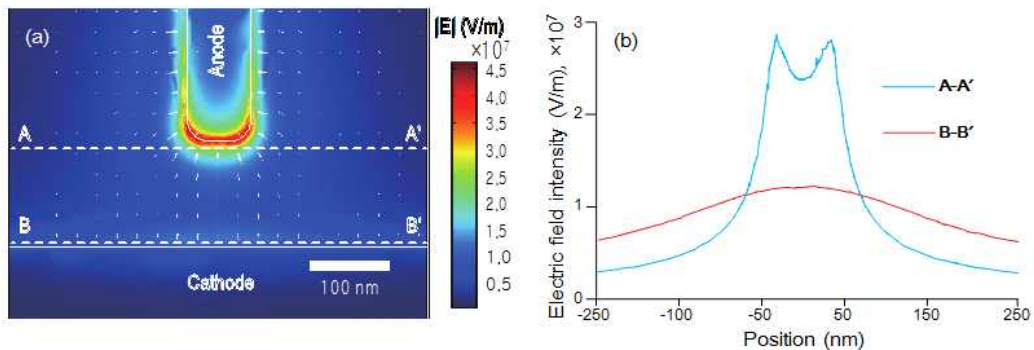 (a)
Anode
A
A'
B
B'
Cathode
100 nm
|E| (V/m)
×10⁷
4.5
4.0
3.5
3.0
2.5
2.0
1.5
1.0
0.5
(b)
Electric field intensity (V/m), ×10⁷
3
2
1
0
-250
-100
-50
50
150
250
Position (nm)
A-A'
B-B'